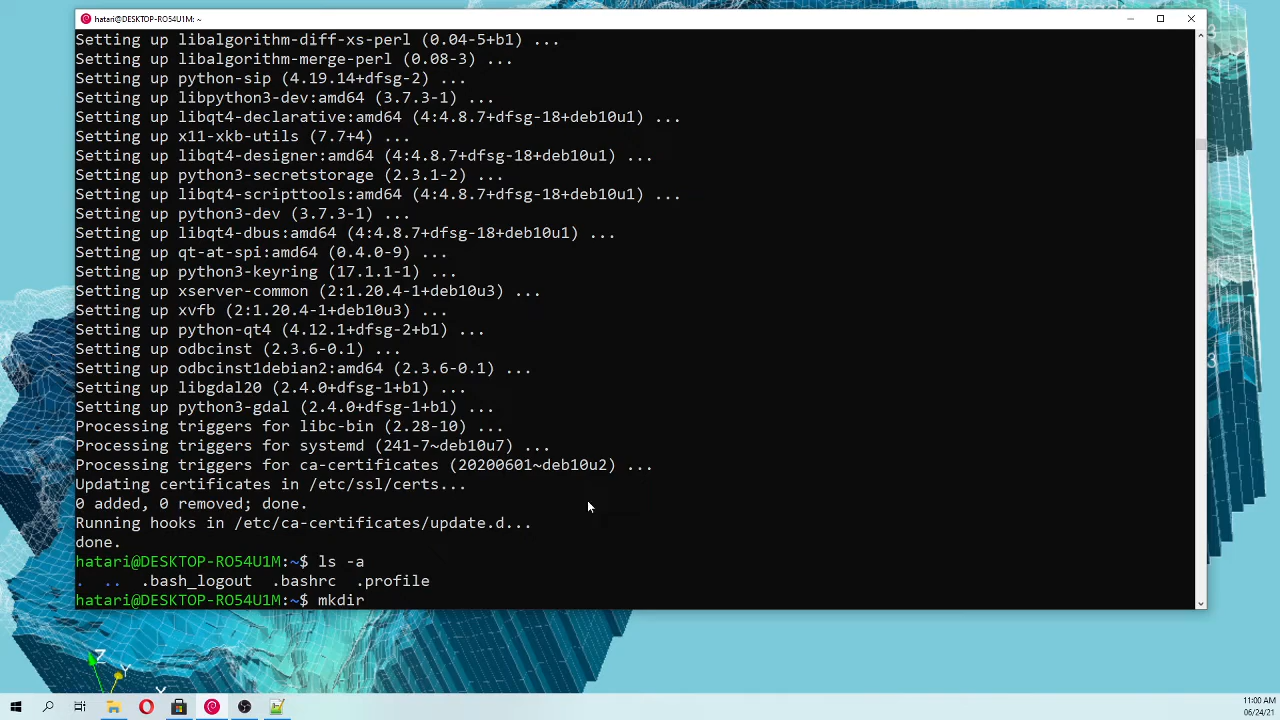 hatari@DESKTOP-RO54U1M: ~
Setting up libalgorithm-diff-xs-perl (0.04-5+b1) ...
Setting up libalgorithm-merge-perl (0.08-3) ...
Setting up python-sip (4.19.14+dfsg-2) ...
Setting up libpython3-dev:amd64 (3.7.3-1) ...
Setting up libqt4-declarative:amd64 (4:4.8.7+dfsg-18+deb10u1) ...
Setting up x11-xkb-utils (7.7+4) ...
Setting up libqt4-designer:amd64 (4:4.8.7+dfsg-18+deb10u1) ...
Setting up python3-secretstorage (2.3.1-2) ...
Setting up libqt4-scripttools:amd64 (4:4.8.7+dfsg-18+deb10u1) ...
Setting up python3-dev (3.7.3-1) ...
Setting up libqt4-dbus:amd64 (4:4.8.7+dfsg-18+deb10u1) ...
Setting up qt-at-spi:amd64 (0.4.0-9) ...
Setting up python3-keyring (17.1.1-1) ...
Setting up xserver-common (2:1.20.4-1+deb10u3) ...
Setting up xvfb (2:1.20.4-1+deb10u3) ...
Setting up python-qt4 (4.12.1+dfsg-2+b1) ...
Setting up odbcinst (2.3.6-0.1) ...
Setting up odbcinst1debian2:amd64 (2.3.6-0.1) ...
Setting up libgdal20 (2.4.0+dfsg-1+b1) ...
Setting up python3-gdal (2.4.0+dfsg-1+b1) ...
Processing triggers for libc-bin (2.28-10) ...
Processing triggers for systemd (241-7~deb10u7) ...
Processing triggers for ca-certificates (20200601~deb10u2) ...
Updating certificates in /etc/ssl/certs...
0 added, 0 removed; done.
Running hooks in /etc/ca-certificates/update.d...
done.
hatari@DESKTOP-RO54U1M:~$ ls -a
. .. .bash_logout .bashrc .profile
hatari@DESKTOP-RO54U1M:~$ mkdir
3
3
Z
Y
X
11:00 AM
06/24/21